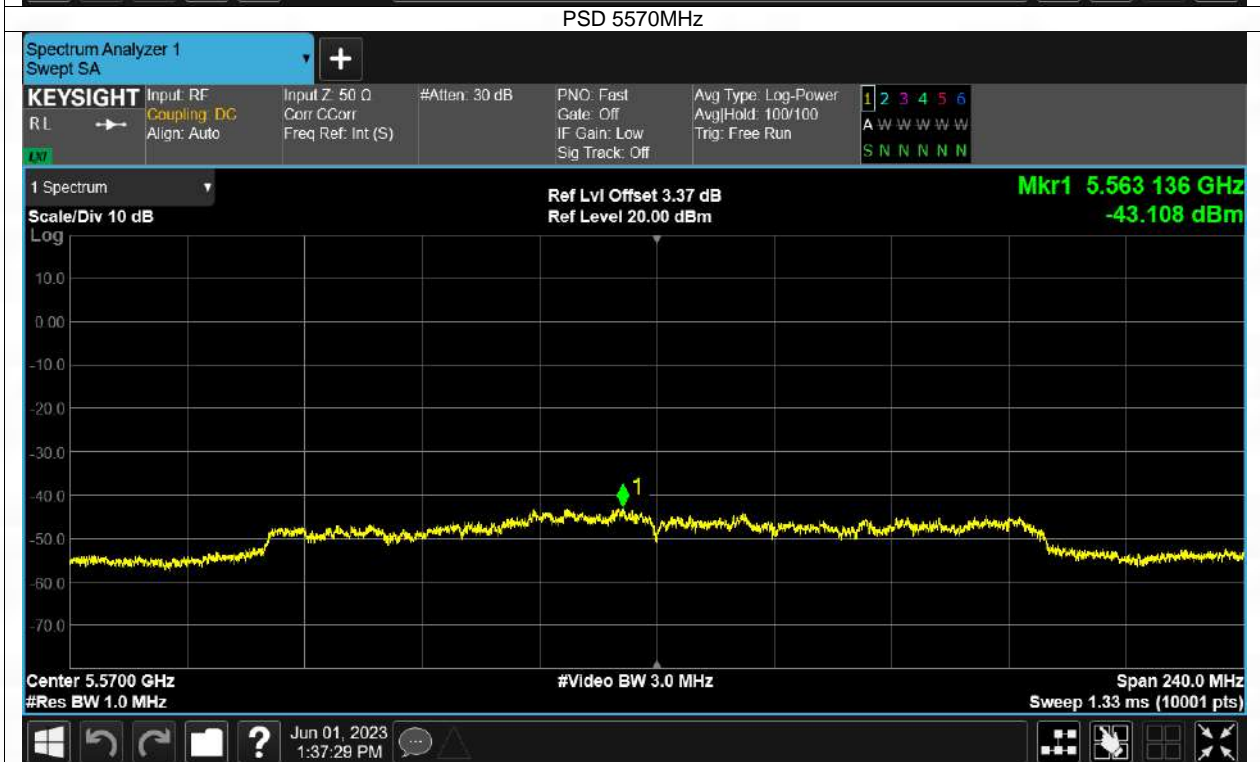 PSD 5570MHz
Spectrum Analyzer 1
Swept SA
+
KEYSIGHT
RL
LXI
Input: RF
Coupling: DC
Align: Auto
Input Z: 50 Ω
Corr CCorr
Freq Ref: Int (S)
#Atten: 30 dB
PNO: Fast
Gate: Off
IF Gain: Low
Sig Track: Off
Avg Type: Log-Power
Avg|Hold: 100/100
Trig: Free Run
1 2 3 4 5 6
A W W W W W
S N N N N N
1 Spectrum
Scale/Div 10 dB
Log
Ref Lvl Offset 3.37 dB
Ref Level 20.00 dBm
Mkr1 5.563 136 GHz
-43.108 dBm
10.0
0.00
-10.0
-20.0
-30.0
-40.0
-50.0
-60.0
-70.0
1
Center 5.5700 GHz
#Res BW 1.0 MHz
#Video BW 3.0 MHz
Span 240.0 MHz
Sweep 1.33 ms (10001 pts)
?
Jun 01, 2023
1:37:29 PM